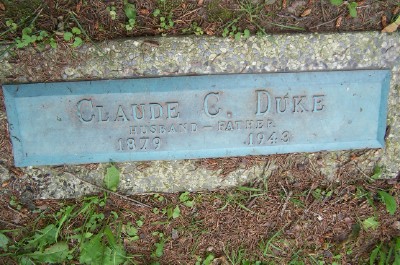 CLAUDE C. DUKE
HUSBAND - FATHER
1879 1943